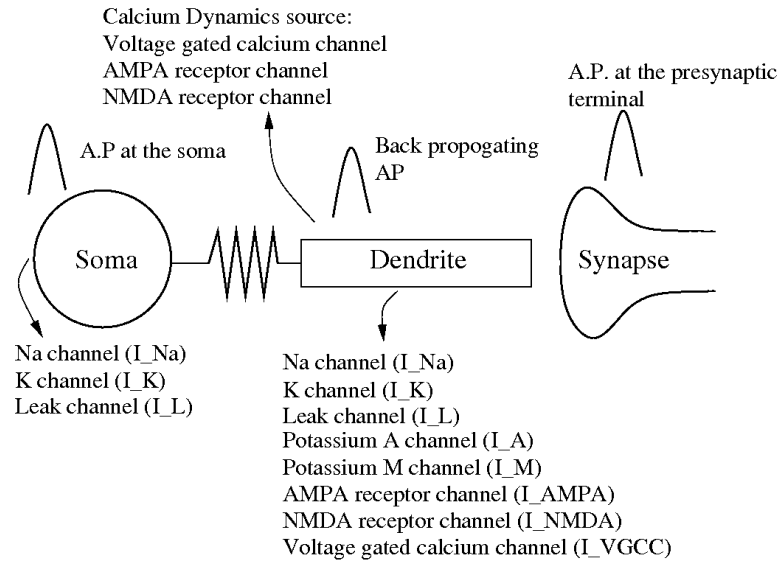 Calcium Dynamics source:
Voltage gated calcium channel
AMPA receptor channel
NMDA receptor channel
A.P. at the presynaptic
terminal
A.P at the soma
Back propogating
AP
Soma
Dendrite
Synapse
Na channel (I_Na)
K channel (I_K)
Leak channel (I_L)
Na channel (I_Na)
K channel (I_K)
Leak channel (I_L)
Potassium A channel (I_A)
Potassium M channel (I_M)
AMPA receptor channel (I_AMPA)
NMDA receptor channel (I_NMDA)
Voltage gated calcium channel (I_VGCC)